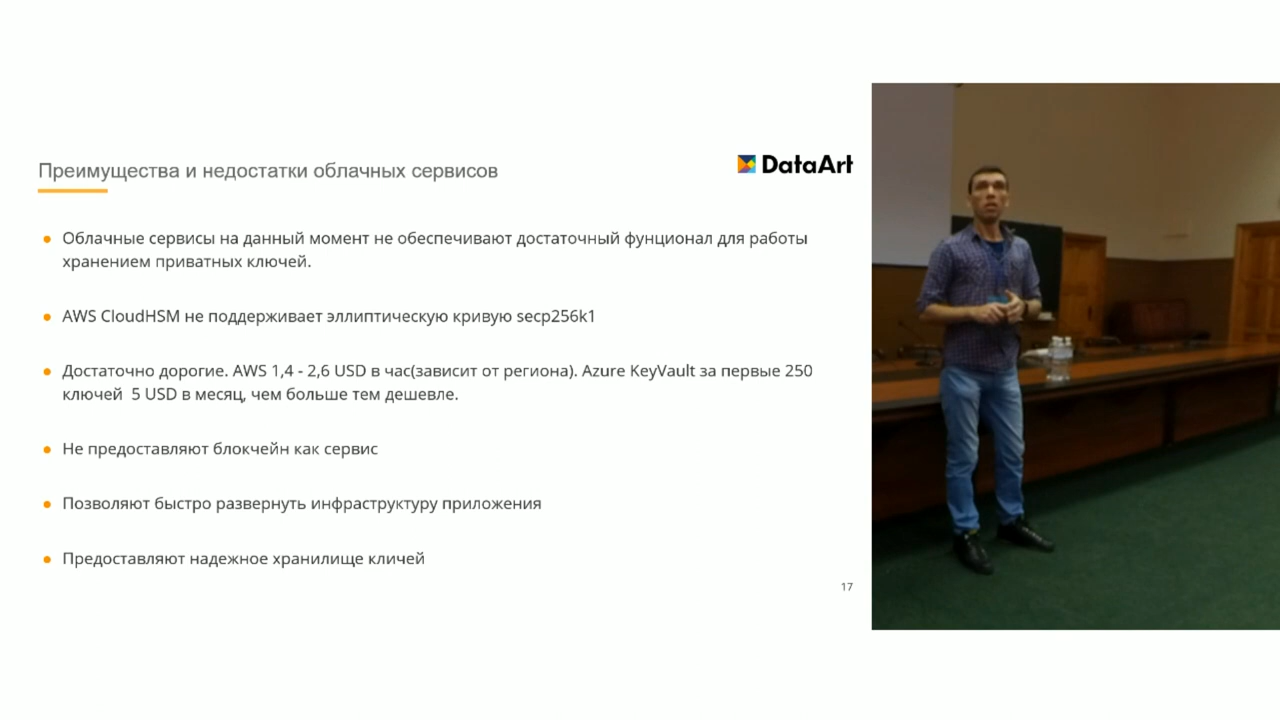 Преимущества и недостатки облачных сервисов
DataArt
Облачные сервисы на данный момент не обеспечивают достаточный фунционал для работы
хранением приватных ключей.
AWS CloudHSM не поддерживает эллиптическую кривую secp256k1
Достаточно дорогие. AWS 1,4 - 2,6 USD в час(зависит от региона). Azure KeyVault за первые 250
ключей 5 USD в месяц, чем больше тем дешевле.
Не предоставляют блокчейн как сервис
Позволяют быстро развернуть инфраструктуру приложения
Предоставляют надежное хранилище кличей
17